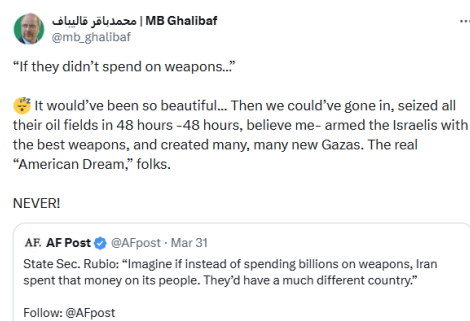 محمدباقر قالیباف | MB Ghalibaf
@mb_ghalibaf
“If they didn’t spend on weapons...”
😴 It would’ve been so beautiful... Then we could’ve gone in, seized all
their oil fields in 48 hours -48 hours, believe me- armed the Israelis with
the best weapons, and created many, many new Gazas. The real
“American Dream,” folks.
NEVER!
AF. AF Post @AFpost · Mar 31
State Sec. Rubio: “Imagine if instead of spending billions on weapons, Iran
spent that money on its people. They’d have a much different country.”
Follow: @AFpost